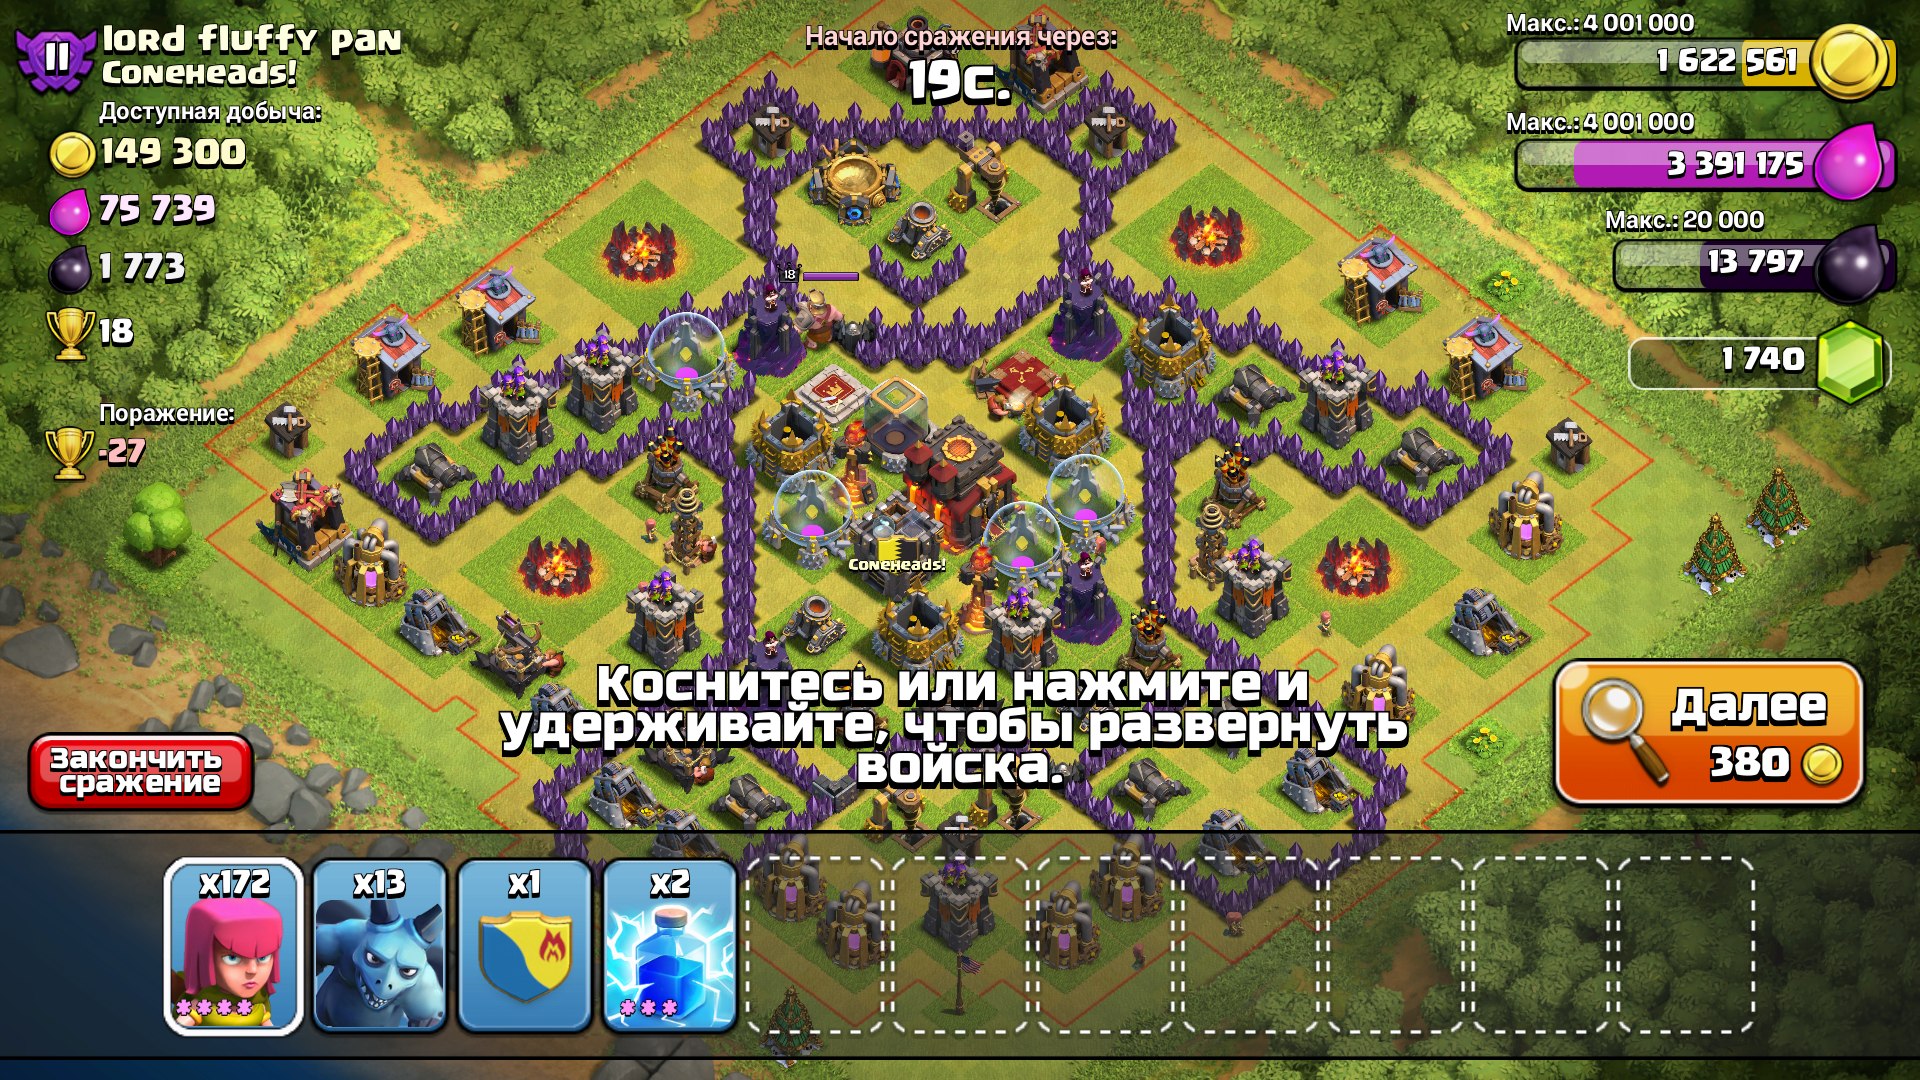 11
lord fluffy pan
Coneheads!
Доступная добыча:
149 300
75 739
1 773
18
Поражение:
-27
Начало сражения через:
19с.
Макс.: 4 001 000
1 622 561
Макс.: 4 001 000
3 391 175
Макс.: 20 000
13 797
1 740
18
Coneheads!
Коснитесь или нажмите и
удерживайте, чтобы развернуть
войска.
Закончить
сражение
Далее
380
x172
x13
x1
x2